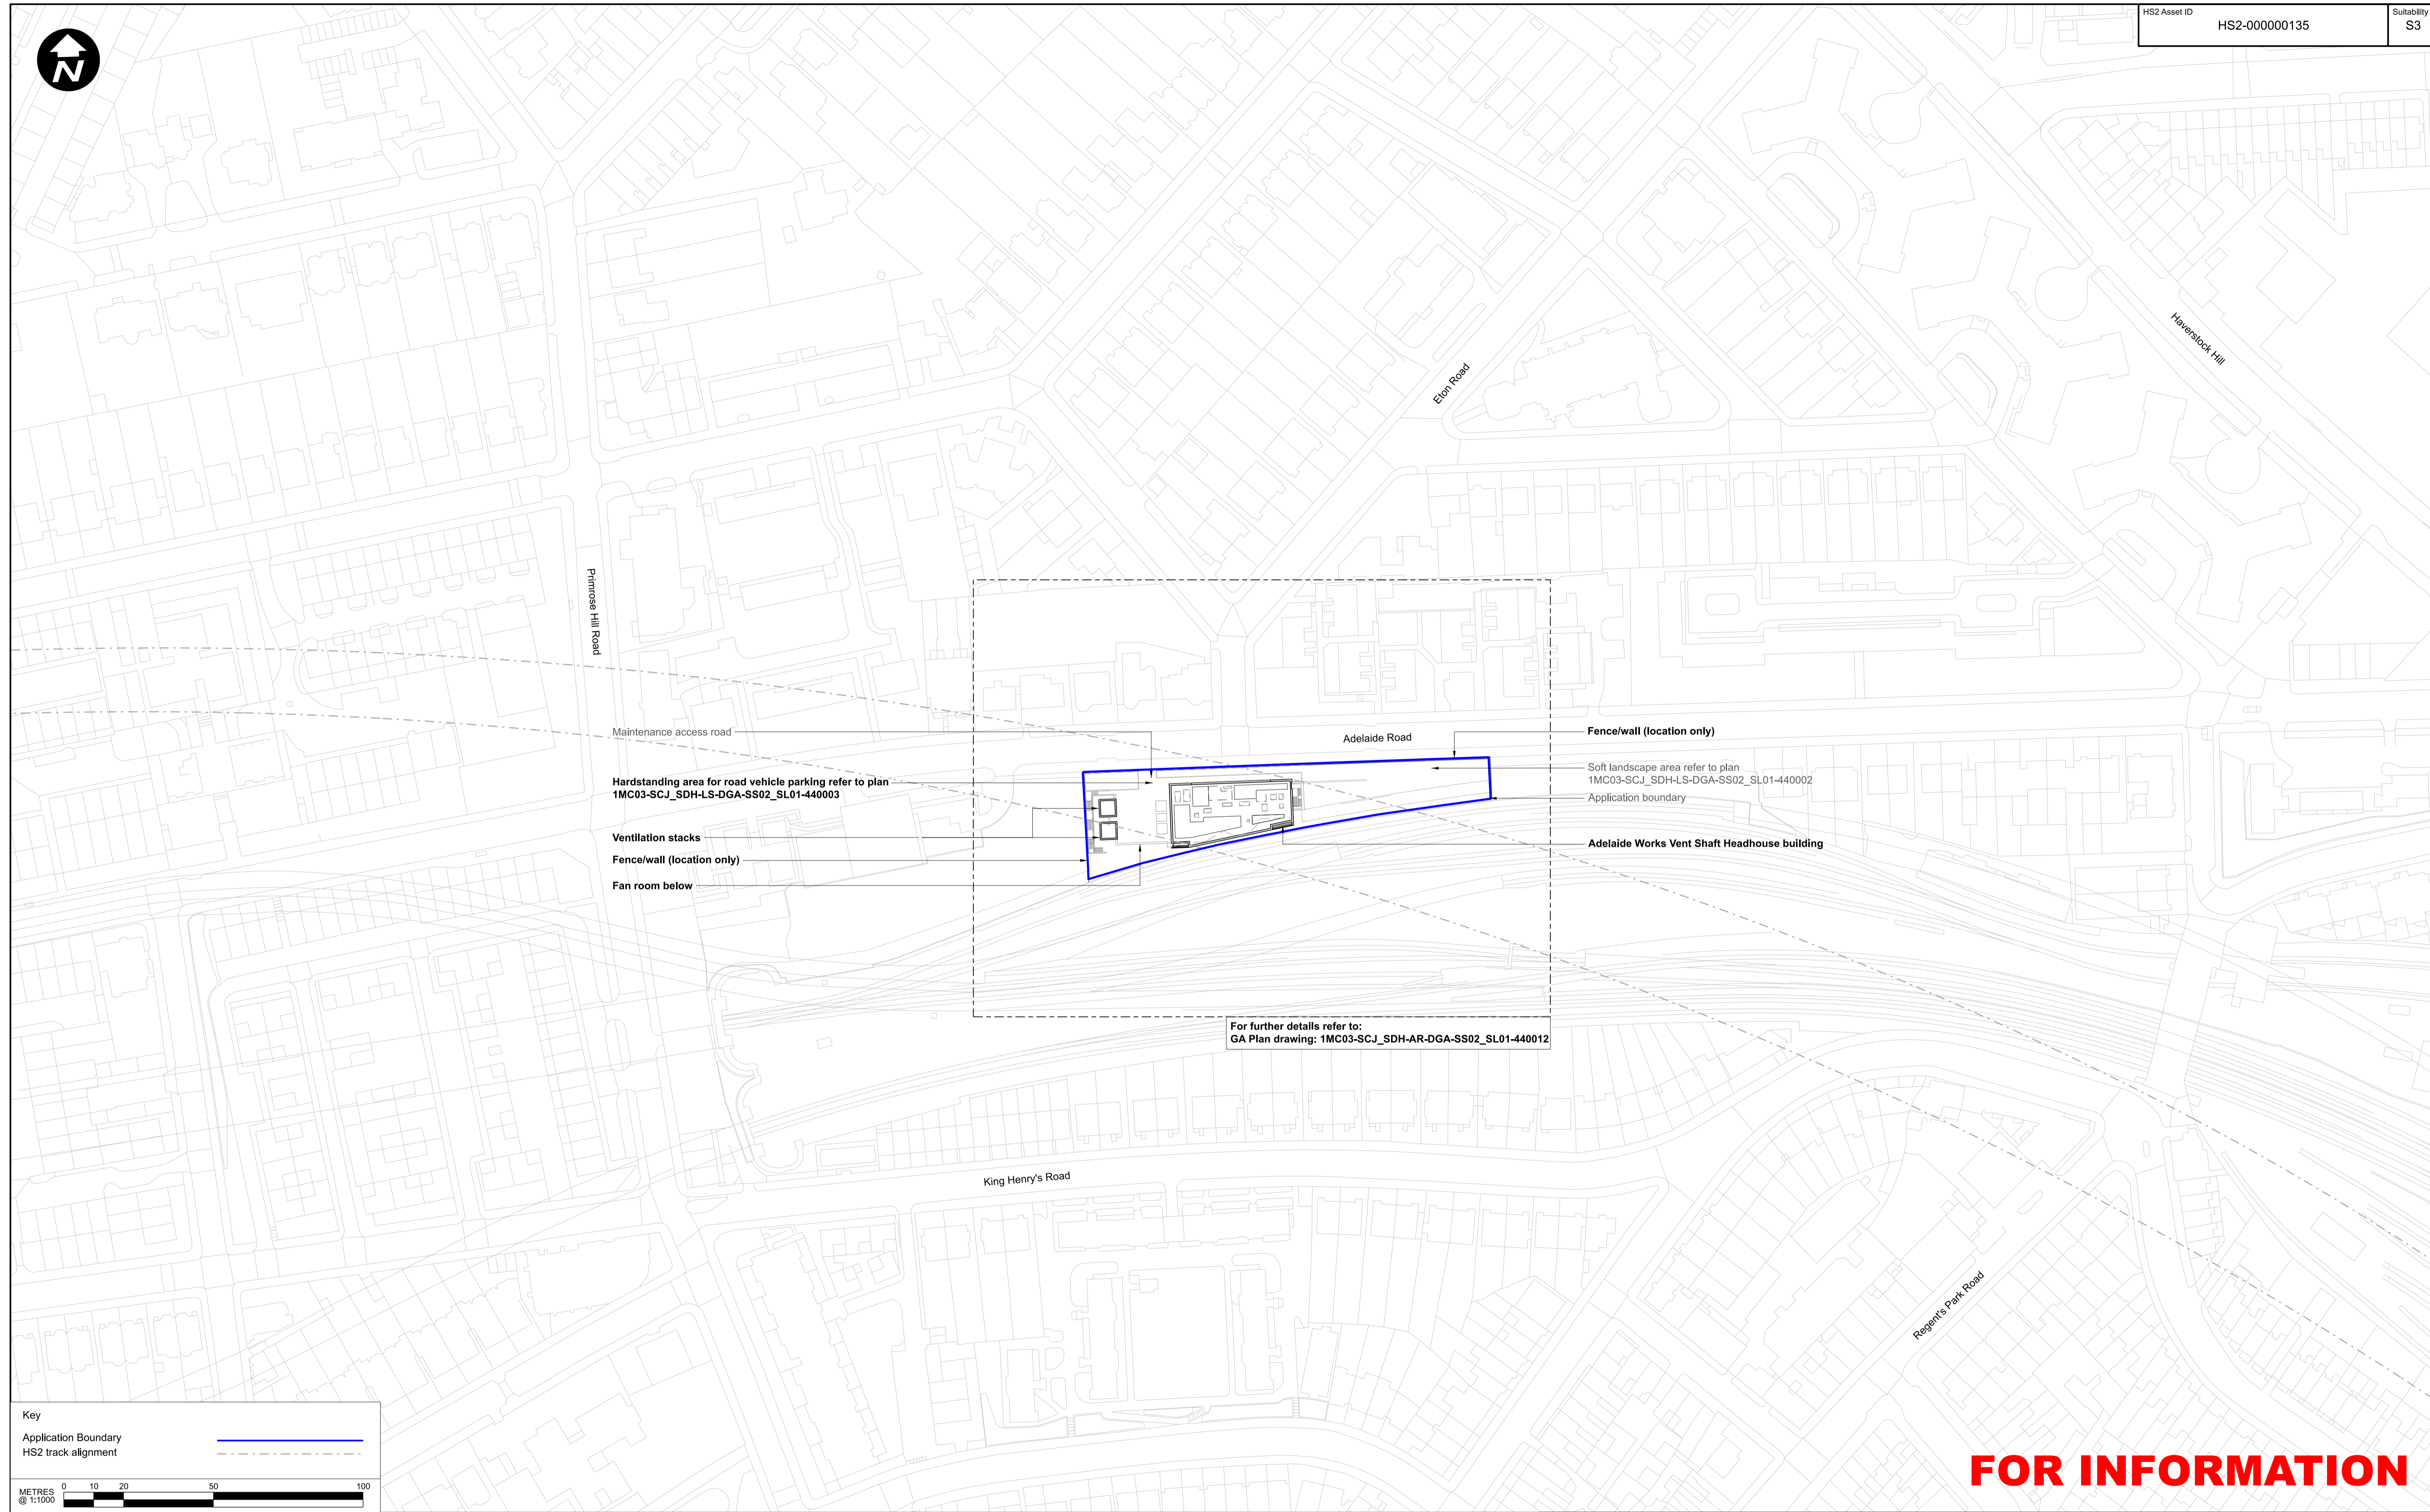 N
HS2 Asset ID
HS2-000000135
Suitability
S3
Haverstock Hill
Eton Road
Primrose Hill Road
Adelaide Road
Maintenance access road
Hardstanding area for road vehicle parking refer to plan
1MC03-SCJ_SDH-LS-DGA-SS02_SL01-440003
Ventilation stacks
Fence/wall (location only)
Fan room below
Fence/wall (location only)
Soft landscape area refer to plan
1MC03-SCJ_SDH-LS-DGA-SS02_SL01-440002
Application boundary
Adelaide Works Vent Shaft Headhouse building
For further details refer to:
GA Plan drawing: 1MC03-SCJ_SDH-AR-DGA-SS02_SL01-440012
King Henry's Road
Regent's Park Road
Key
Application Boundary
HS2 track alignment
METRES
@ 1:1000
0 10 20 50 100
FOR INFORMATION